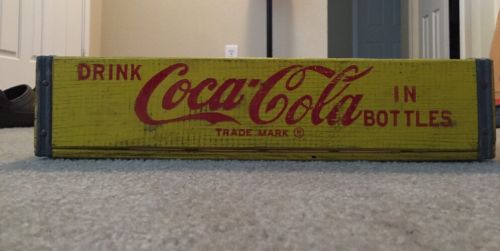 DRINK Coca-Cola IN BOTTLES
TRADE MARK ®